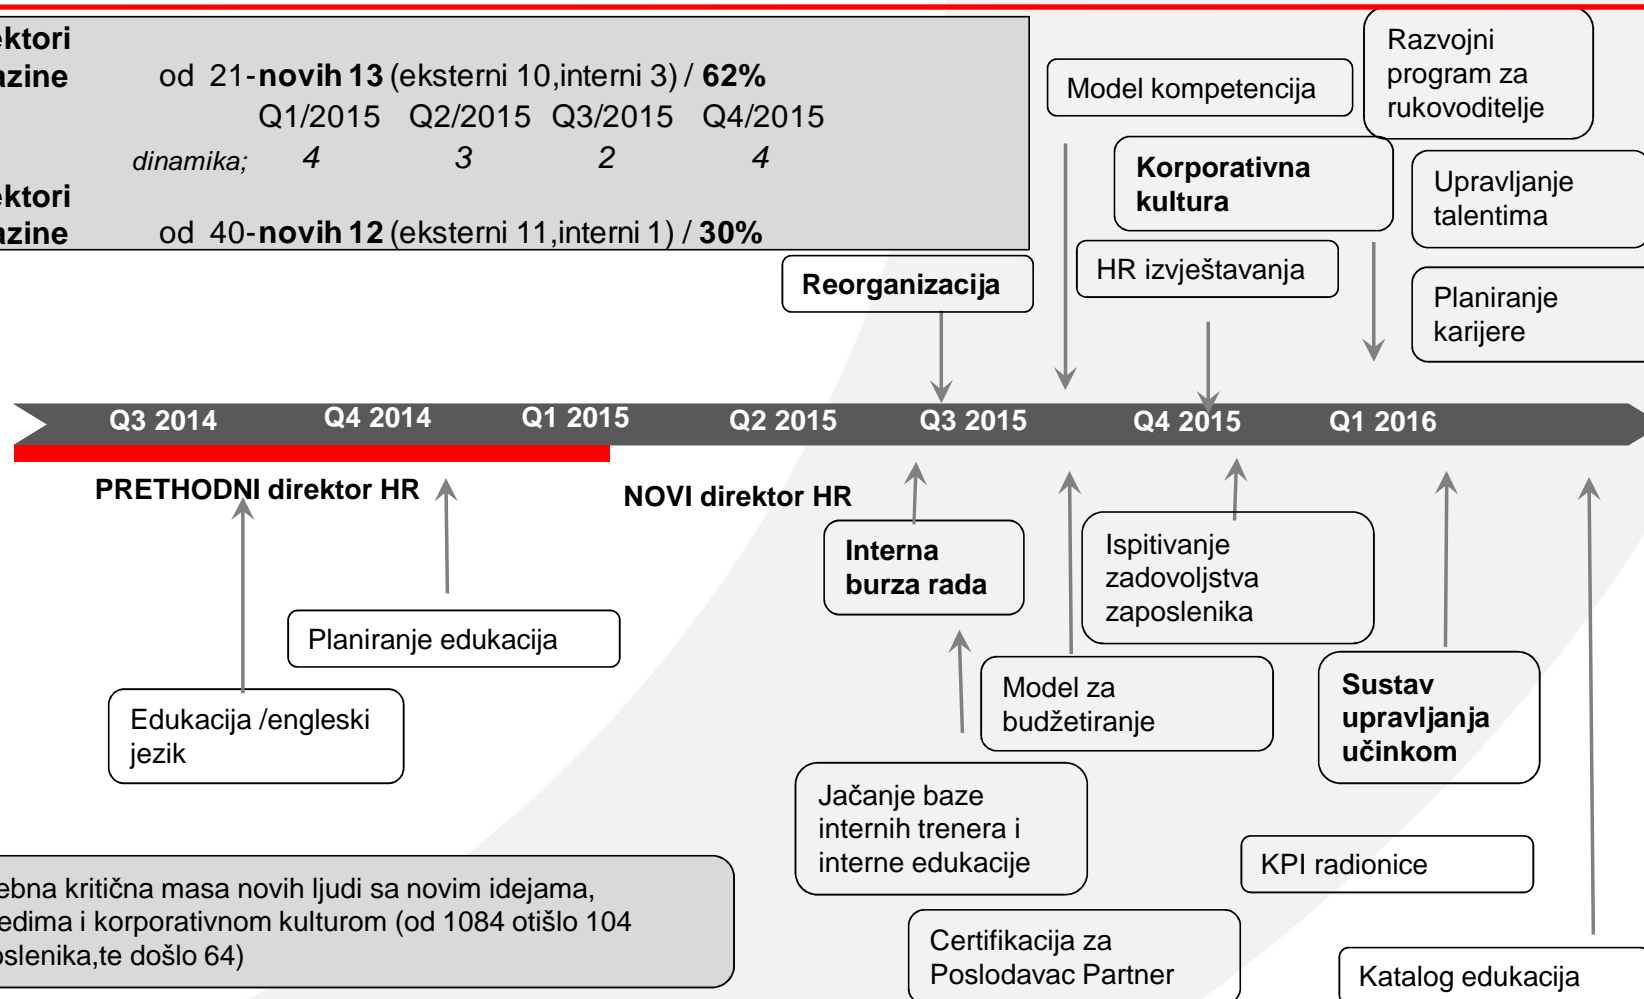 ektori
azine od 21-novih 13 (eksterni 10,interni 3) / 62%
Q1/2015 Q2/2015 Q3/2015 Q4/2015
dinamika; 4 3 2 4
ektori
azine od 40-novih 12 (eksterni 11,interni 1) / 30%
Model kompetencija
Razvojni
program za
rukovoditelje
Korporativna
kultura
Upravljanje
talentima
Reorganizacija
HR izvještavanja
Planiranje
karijere
Q3 2014 Q4 2014 Q1 2015 Q2 2015 Q3 2015 Q4 2015 Q1 2016
PRETHODNI direktor HR
NOVI direktor HR
Interna
burza rada
Ispitivanje
zadovoljstva
zaposlenika
Planiranje edukacija
Edukacija /engleski
jezik
Model za
budžetiranje
Sustav
upravljanja
učinkom
Jačanje baze
internih trenera i
interne edukacije
KPI radionice
ebna kritična masa novih ljudi sa novim idejama,
edima i korporativnom kulturom (od 1084 otišlo 104
oslenika,te došlo 64)
Certifikacija za
Poslodavac Partner
Katalog edukacija